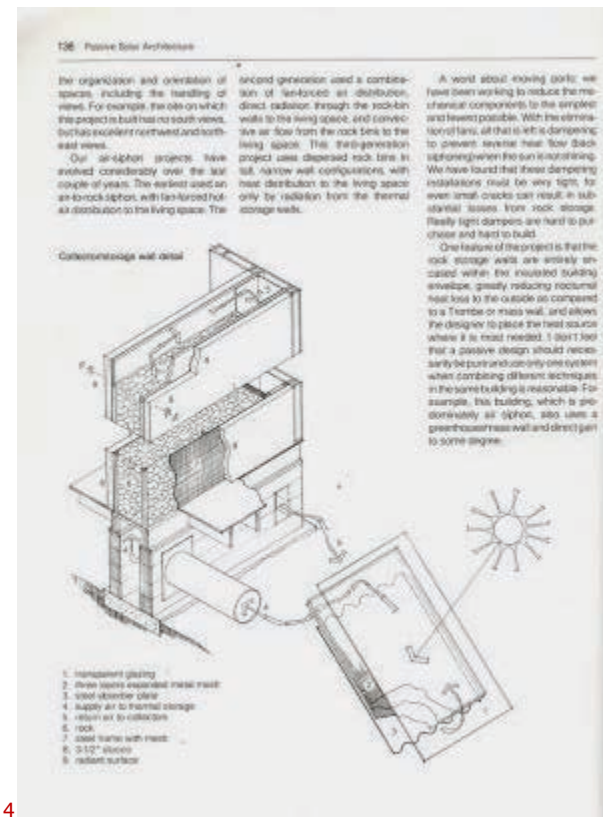 136 Passive Solar Architecture
the organization and orientation of
spaces, including the handling of
views. For example, the site on which
this project is built has no south views,
but has excellent northwest and north-
east views.
Our air-siphon projects have
evolved considerably over the last
couple of years. The earliest used an
air-to-rock siphon, with fan-forced hot-
air distribution to the living space. The
second generation used a combina-
tion of fan-forced air distribution,
direct radiation through the rock-bin
walls to the living space, and convec-
tive air flow from the rock bins to the
living space. This third-generation
project uses dispersed rock bins in
tall, narrow wall configurations, with
heat distribution to the living space
only by radiation from the thermal
storage walls.
A word about moving parts: we
have been working to reduce the me-
chanical components to the simplest
and fewest possible. With the elimina-
tion of fans, all that is left is dampering
to prevent reverse heat flow (back
siphoning) when the sun is not shining.
We have found that these dampering
installations must be very tight, for
even small cracks can result in sub-
stantial losses from rock storage.
Really tight dampers are hard to pur-
chase and hard to build.
One feature of the project is that the
rock storage walls are entirely en-
cased within the insulated building
envelope, greatly reducing nocturnal
heat loss to the outside as compared
to a Trombe or mass wall, and allows
the designer to place the heat source
where it is most needed. I don't feel
that a passive design should neces-
sarily be pure and use only one system
when combining different techniques
in the same building is reasonable. For
example, this building, which is pre-
dominately air siphon, also uses a
greenhouse/mass wall and direct gain
to some degree.
Collector/storage wall detail
1. transparent glazing
2. three layers expanded metal mesh
3. steel absorber plate
4. supply air to thermal storage
5. return air to collectors
6. rock
7. steel frame with mesh
8. 3-1/2" stucco
9. radiant surface
4